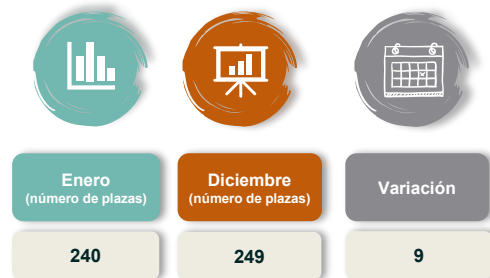 Enero
(número de plazas)
Diciembre
(número de plazas)
Variación
240
249
9